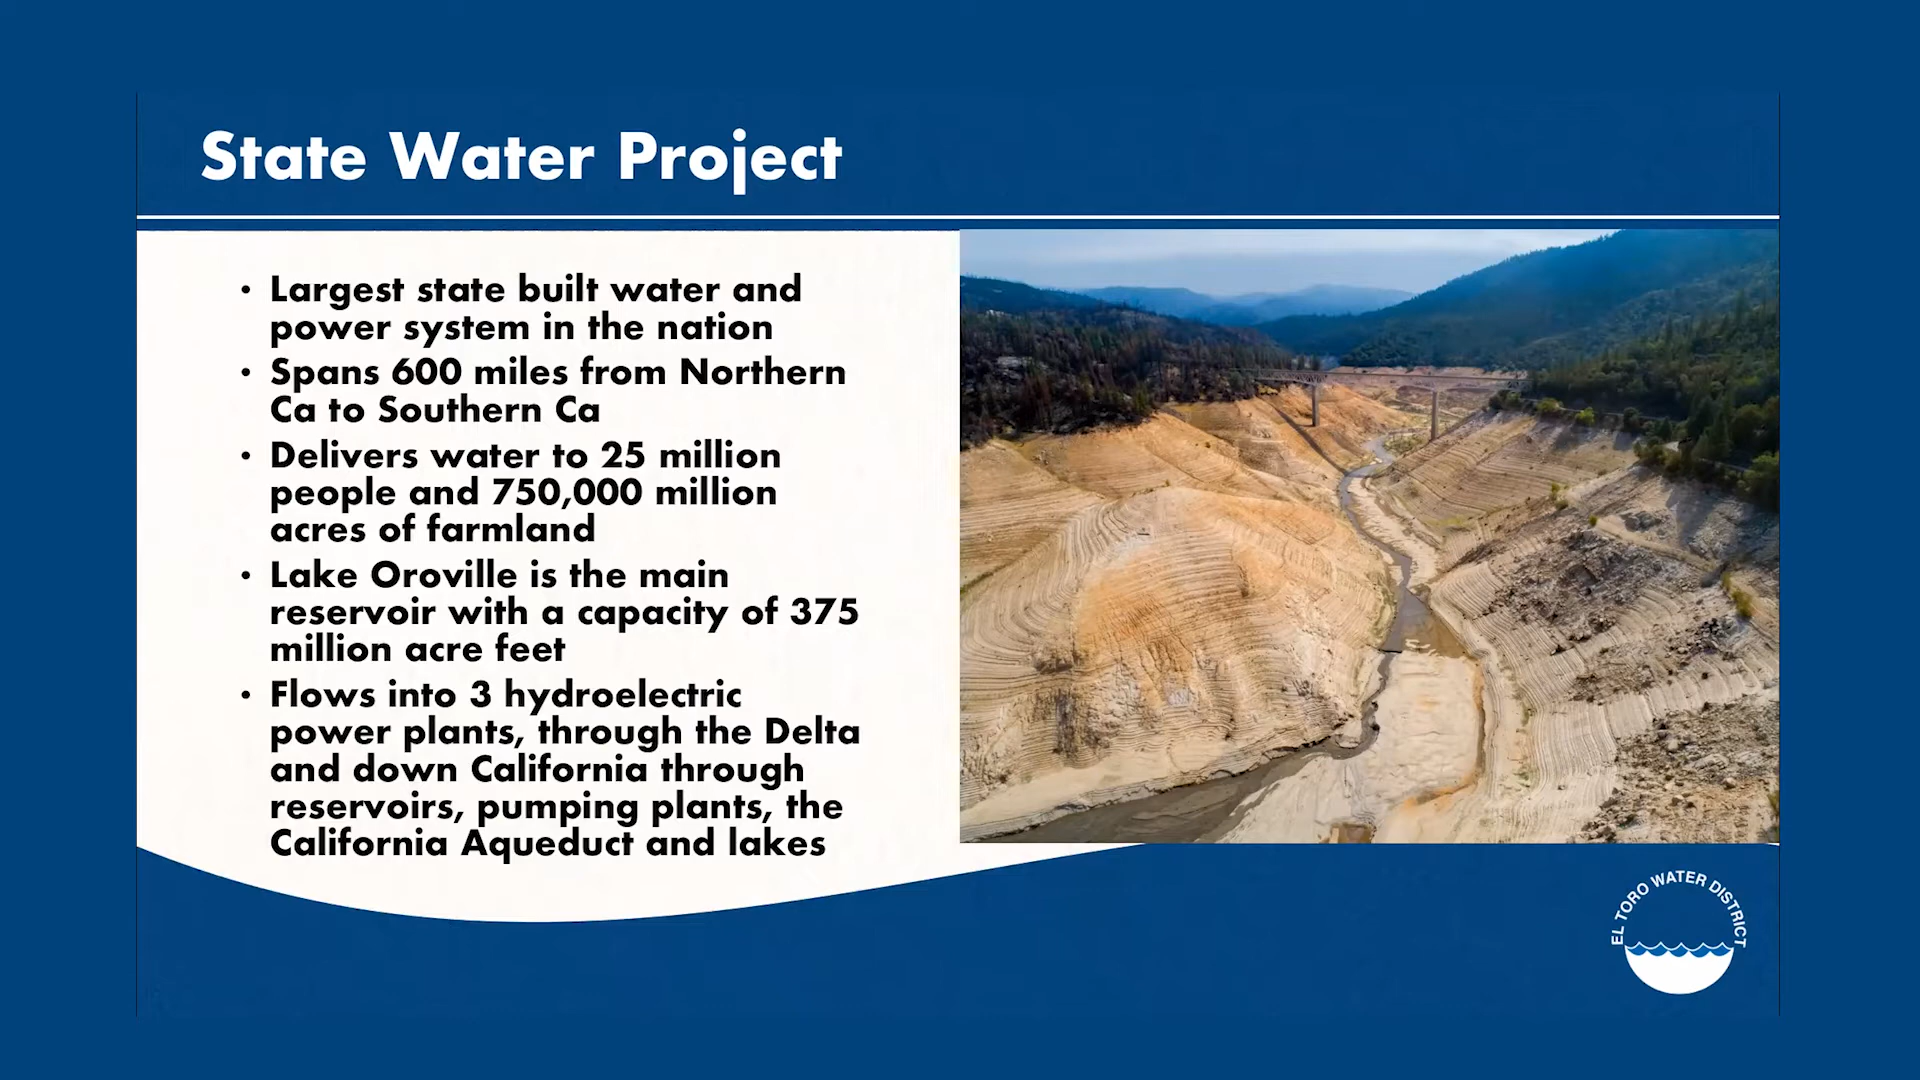 State Water Project
• Largest state built water and
power system in the nation
• Spans 600 miles from Northern
Ca to Southern Ca
• Delivers water to 25 million
people and 750,000 million
acres of farmland
• Lake Oroville is the main
reservoir with a capacity of 375
million acre feet
• Flows into 3 hydroelectric
power plants, through the Delta
and down California through
reservoirs, pumping plants, the
California Aqueduct and lakes
EL TORO WATER DISTRICT